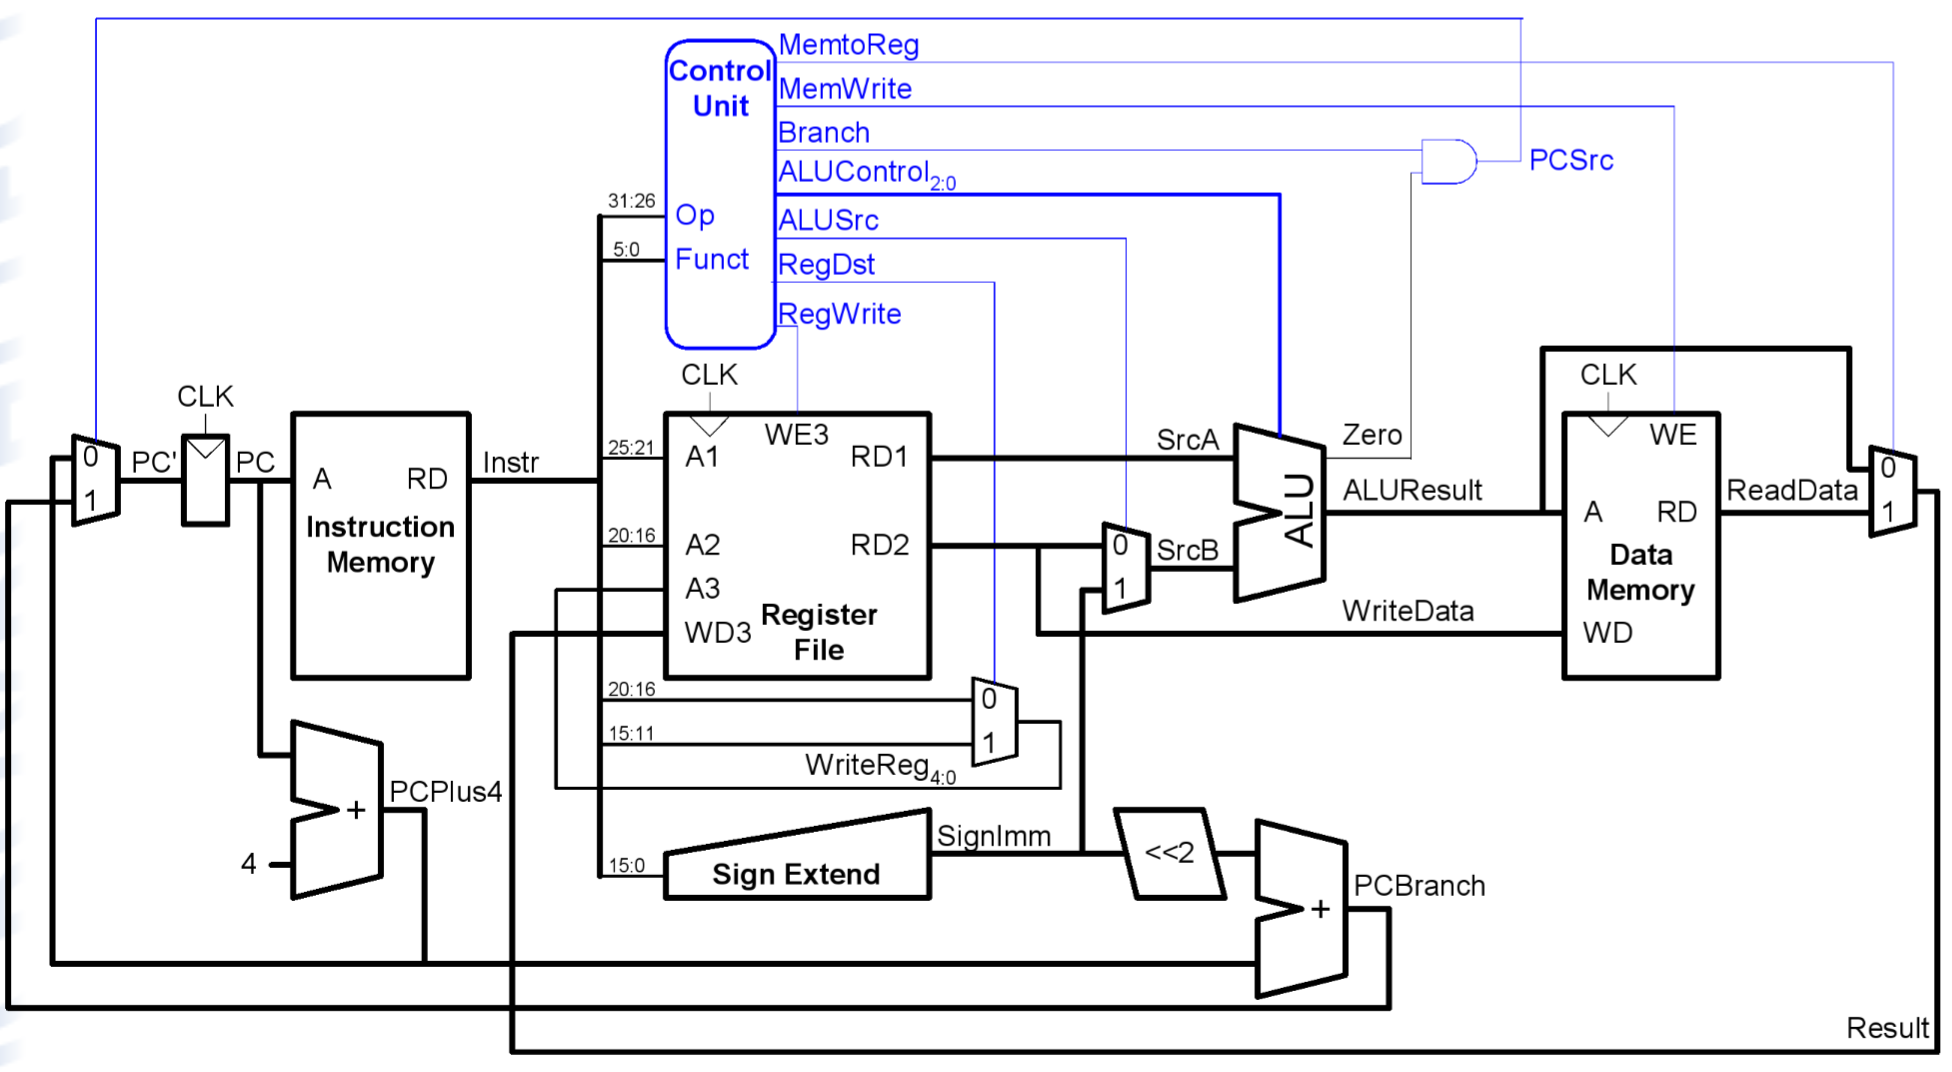 MemtoReg
Control
Unit
MemWrite
Branch
ALUControl2:0
PCSrc
31:26
Op
ALUSrc
5:0
Funct
RegDst
RegWrite
CLK
CLK
CLK
WE3
WE
25:21
A1
RD1
SrcA
Zero
0
PC'
PC
A
RD
Instr
1
Instruction
Memory
ALU
ALUResult
ReadData
0
1
A
RD
20:16
A2
RD2
0
SrcB
1
Data
Memory
A3
Register
File
WD3
WriteData
WD
20:16
0
15:11
1
WriteReg4:0
PCPlus4
+
4
SignImm
15:0
Sign Extend
<<2
PCBranch
+
Result